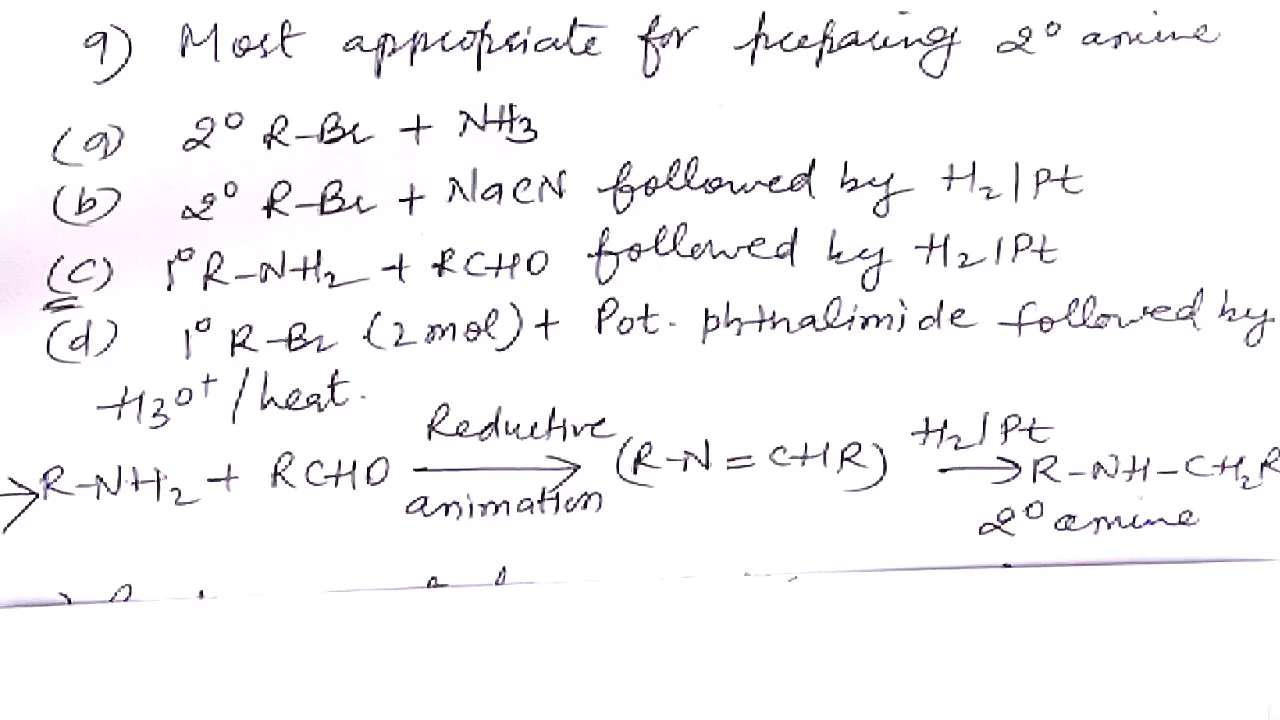 9) Most appropriate for preparing 2° amine
(a) 2° R-Br + NH3
(b) 2° R-Br + NaCN followed by H2/Pt
(c) 1° R-NH2 + RCHO followed by H2/Pt
(d) 1° R-Br (2 mol) + Pot. phthalimide followed by
H3O+ / heat.
→ R-NH2 + RCHO Reductive animation → (R-N=CHR) H2/Pt → R-NH-CH2R
2° amine